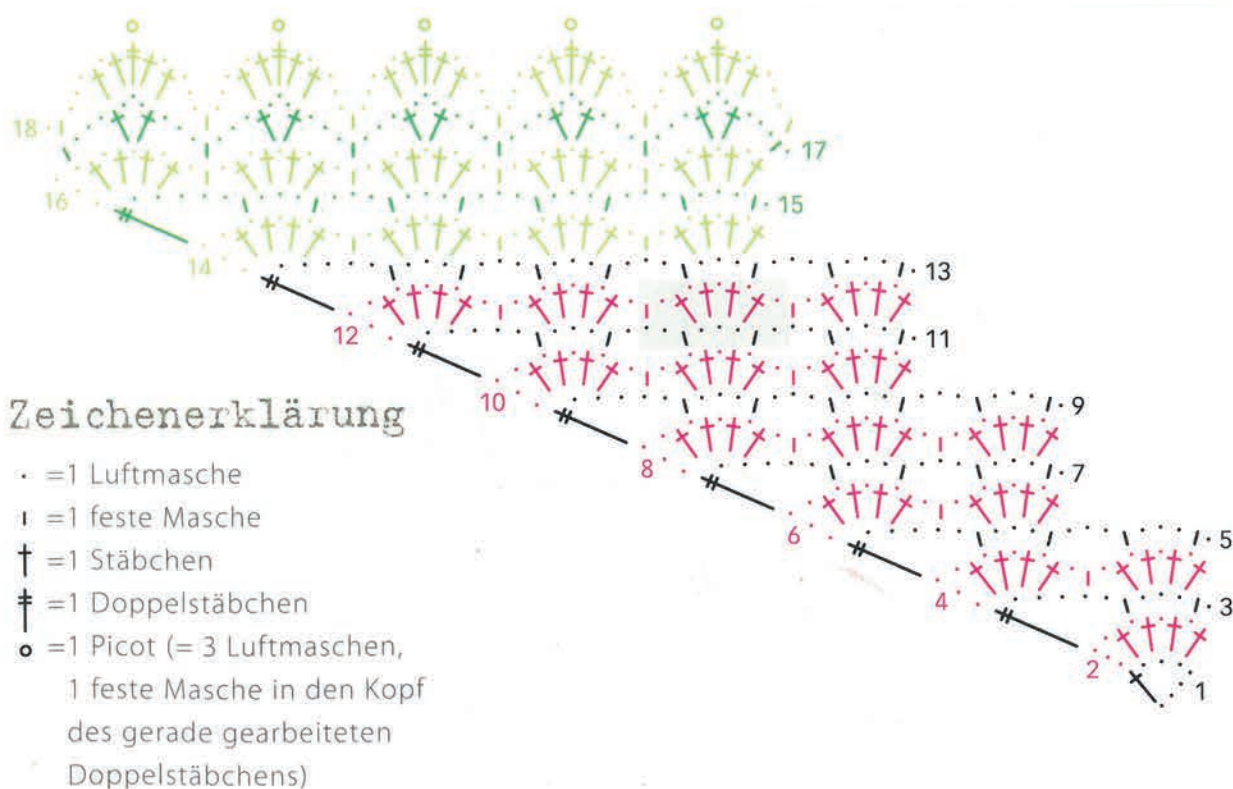 18
17
16
15
14
13
12
11
10
9
8
7
6
5
4
3
2
1
Zeichenerklärung
· =1 Luftmasche
=1 feste Masche
=1 Stäbchen
=1 Doppelstäbchen
=1 Picot (= 3 Luftmaschen,
1 feste Masche in den Kopf
des gerade gearbeiteten
Doppelstäbchens)